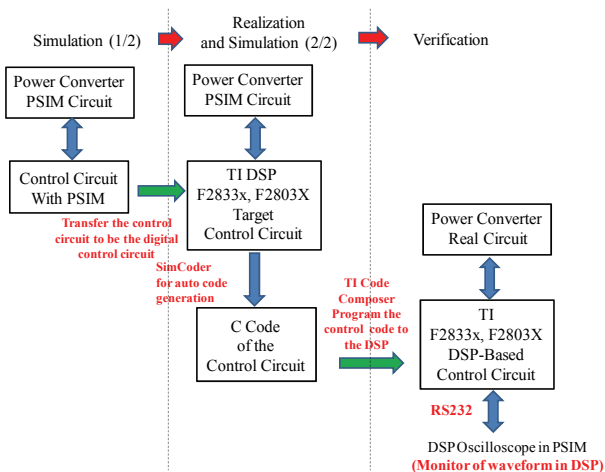 Simulation (1/2)
Realization
and Simulation (2/2)
Verification
Power Converter
PSIM Circuit
Power Converter
PSIM Circuit
Control Circuit
With PSIM
TI DSP
F2833x, F2803X
Target
Control Circuit
Transfer the control
circuit to be the digital
control circuit
SimCoder
for auto code
generation
C Code
of the
Control Circuit
TI Code
Composer
Program the
control code to
the DSP
Power Converter
Real Circuit
TI
F2833x, F2803X
DSP-Based
Control Circuit
RS232
DSP Oscilloscope in PSIM
(Monitor of waveform in DSP)